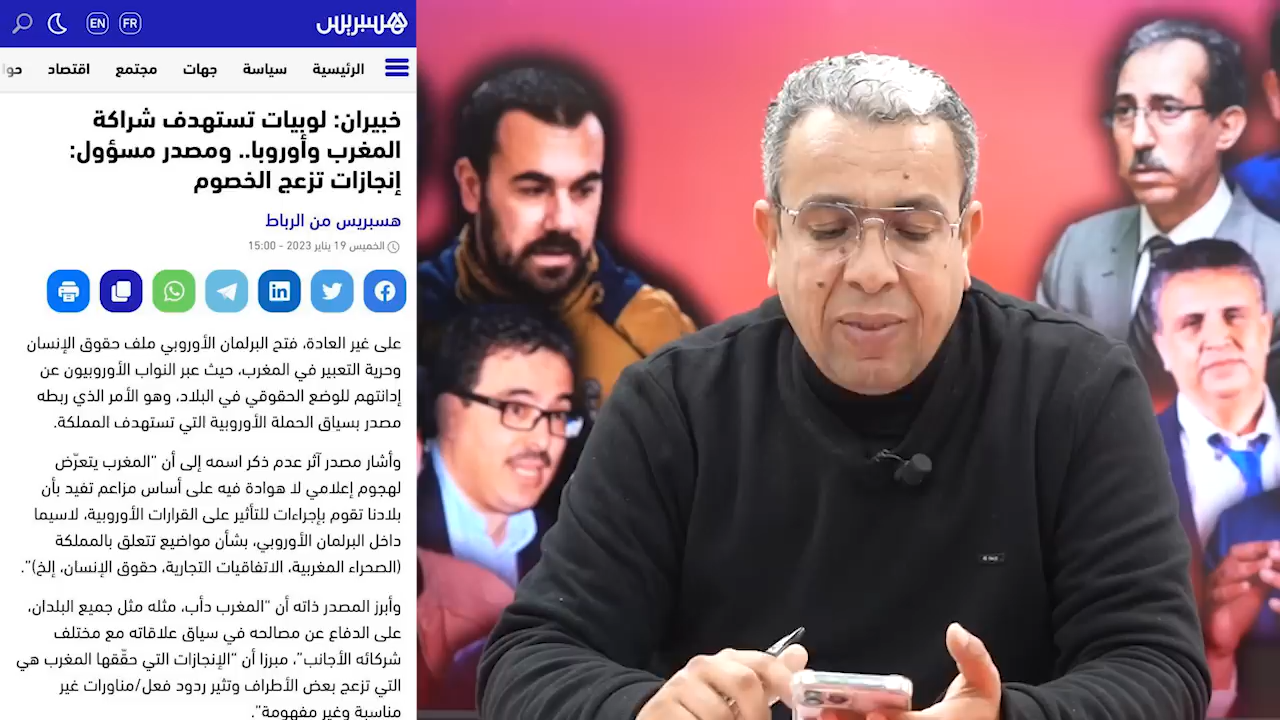 هسبريس
FR
EN
الرئيسية
سياسة
جهات
مجتمع
اقتصاد
حوا
خبيران: لوبيات تستهدف شراكة
المغرب وأوروبا.. ومصدر مسؤول:
إنجازات تزعج الخصوم
هسبريس من الرباط
الخميس 19 يناير 2023 - 15:00
على غير العادة، فتح البرلمان الأوروبي ملف حقوق الإنسان
وحرية التعبير في المغرب، حيث عبر النواب الأوروبيون عن
إدانتهم للوضع الحقوقي في البلاد، وهو الأمر الذي ربطه
مصدر بسياق الحملة الأوروبية التي تستهدف المملكة.
وأشار مصدر آثر عدم ذكر اسمه إلى أن “المغرب يتعرّض
لهجوم إعلامي لا هوادة فيه على أساس مزاعم تفيد بأن
بلادنا تقوم بإجراءات للتأثير على القرارات الأوروبية، لاسيما
داخل البرلمان الأوروبي، بشأن مواضيع تتعلق بالمملكة
(الصحراء المغربية، الاتفاقيات التجارية، حقوق الإنسان، إلخ)”.
وأبرز المصدر ذاته أن “المغرب دأب، مثله مثل جميع البلدان،
على الدفاع عن مصالحه في سياق علاقاته مع مختلف
شركائه الأجانب”، مبرزا أن “الإنجازات التي حقّقها المغرب هي
التي تزعج بعض الأطراف وتثير ردود فعل/مناورات غير
مناسبة وغير مفهومة”.